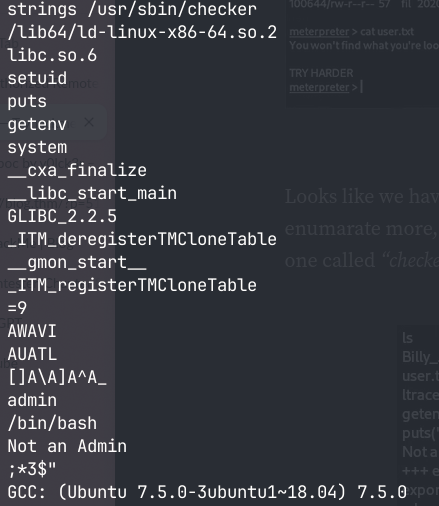 strings /usr/sbin/checker
/lib64/ld-linux-x86-64.so.2
libc.so.6
setuid
puts
getenv
system
__cxa_finalize
__libc_start_main
GLIBC_2.2.5
_ITM_deregisterTMCloneTable
__gmon_start__
_ITM_registerTMCloneTable
=9
AWAVI
AUATL
[]A\A]A^A_
admin
/bin/bash
Not an Admin
;*3$"
GCC: (Ubuntu 7.5.0-3ubuntu1~18.04) 7.5.0
100644/rw-r--r-- 57 fil 202
meterpreter > cat user.txt
You won't find what you're loo
TRY HARDER
meterpreter >
Looks like we hav
enumarate more,
one called “check
ls
Billy_
user.t
ltrace
geten
puts("
Not a
+++ e
expor